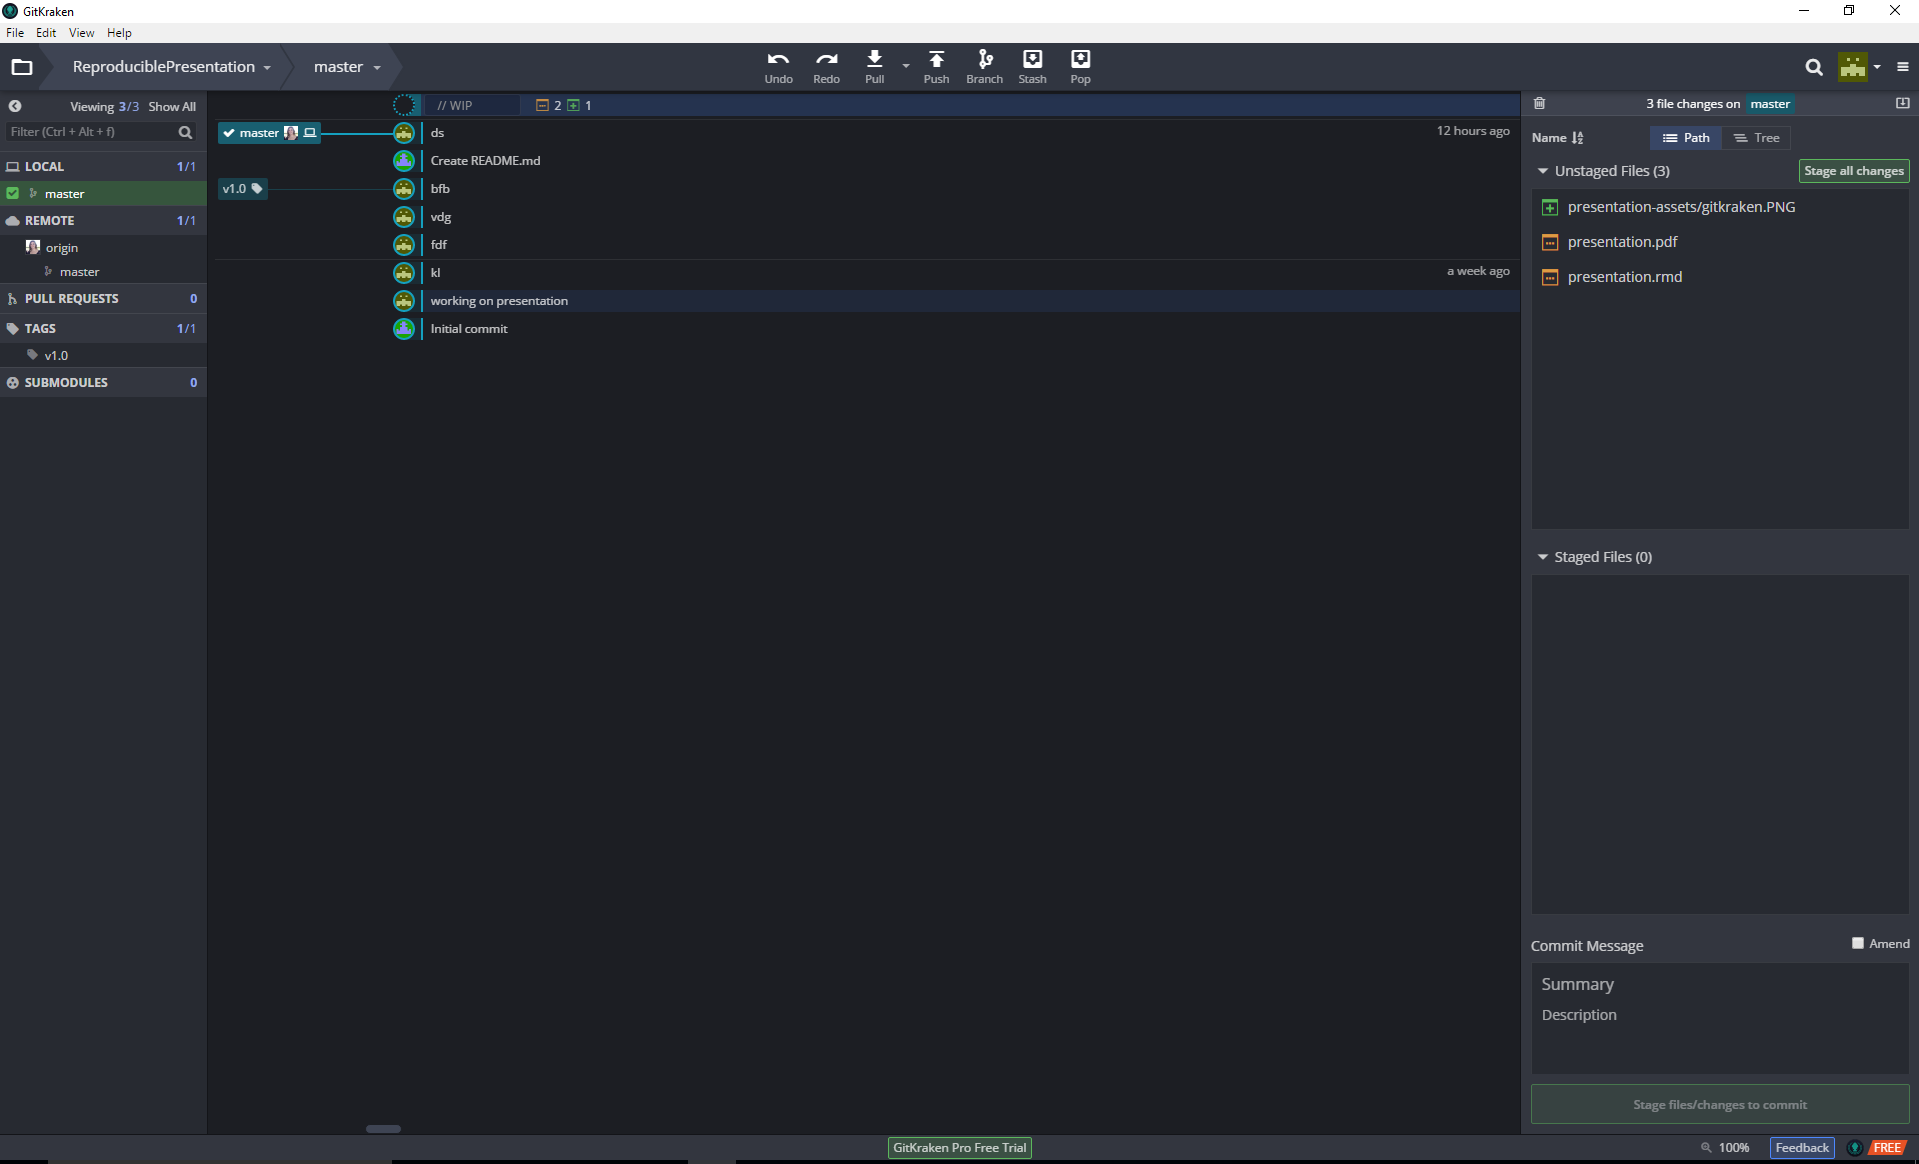 GitKraken
File Edit View Help
ReproduciblePresentation master
Undo Redo Pull Push Branch Stash Pop
Viewing 3/3 Show All
Filter (Ctrl + Alt + f)
LOCAL 1/1
master
REMOTE 1/1
origin
master
PULL REQUESTS 0
TAGS 1/1
v1.0
SUBMODULES 0
// WIP 2 1
master ds 12 hours ago
Create README.md
v1.0 bfb
vdg
fdf
kl a week ago
working on presentation
Initial commit
3 file changes on master
Name Path Tree
Unstaged Files (3) Stage all changes
presentation-assets/gitkraken.PNG
presentation.pdf
presentation.rmd
Staged Files (0)
Commit Message Amend
Summary
Description
Stage files/changes to commit
GitKraken Pro Free Trial 100% Feedback FREE